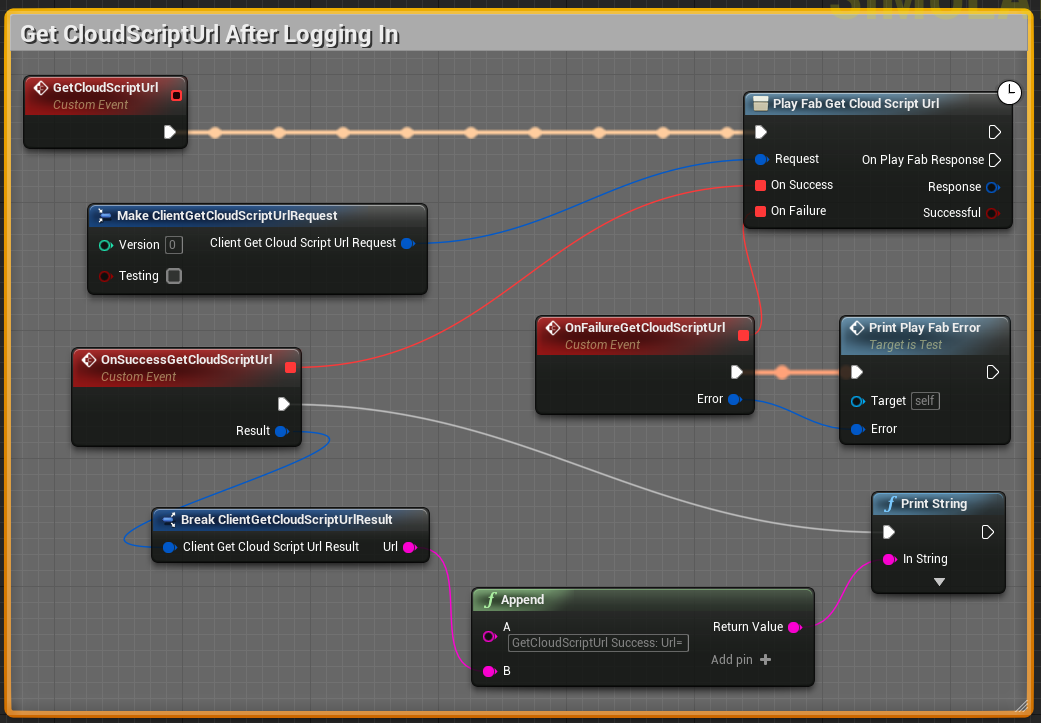 Get CloudScriptUrl After Logging In
GetCloudScriptUrl
Custom Event
Play Fab Get Cloud Script Url
Request
On Play Fab Response
On Success
Response
On Failure
Successful
Make ClientGetCloudScriptUrlRequest
Version 0
Client Get Cloud Script Url Request
Testing
OnFailureGetCloudScriptUrl
Custom Event
Error
Print Play Fab Error
Target is Test
Target self
Error
OnSuccessGetCloudScriptUrl
Custom Event
Result
Break ClientGetCloudScriptUrlResult
Client Get Cloud Script Url Result
Url
Print String
In String
f Append
A
GetCloudScriptUrl Success: Url=
Return Value
Add pin +
B